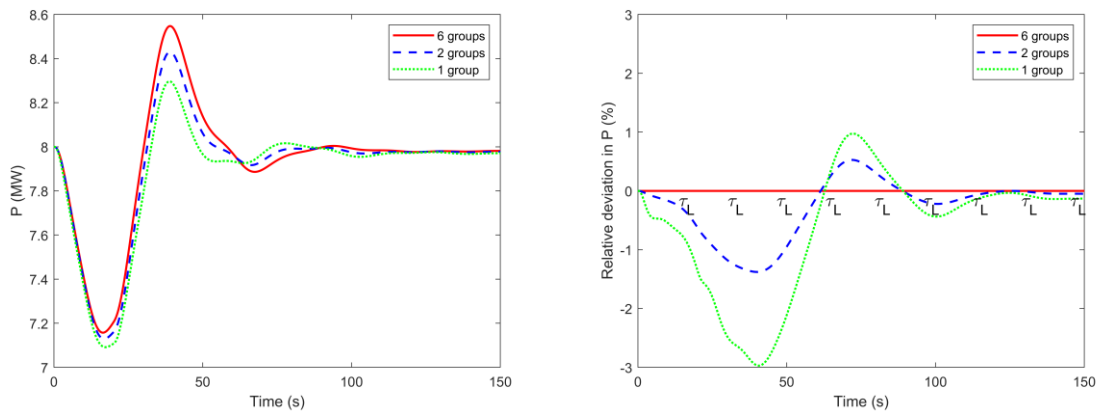 8.6
8.4
8.2
8
7.8
7.6
7.4
7.2
7
P (MW)
0 50 100 150
Time (s)
6 groups
2 groups
1 group
3
2
1
0
-1
-2
-3
Relative deviation in P (%)
τL τL τL τL τL τL τL τL τL
0 50 100 150
Time (s)
6 groups
2 groups
1 group